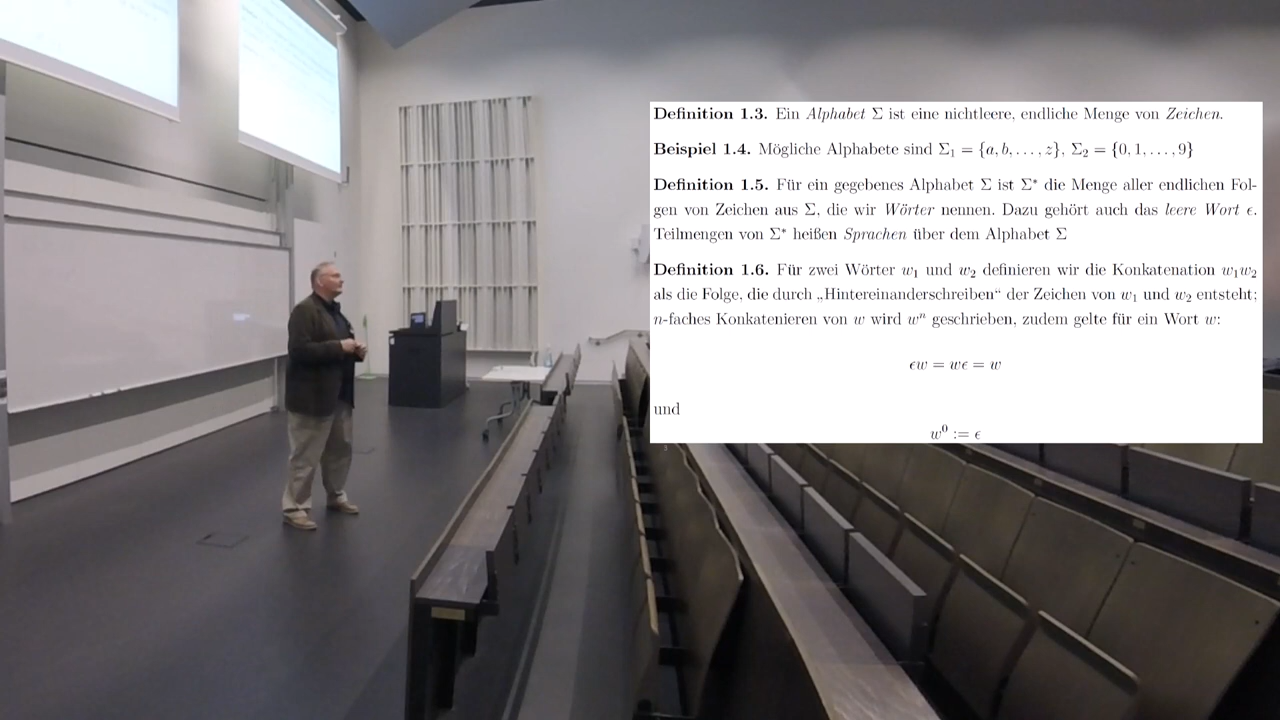 Definition 1.3. Ein Alphabet Σ ist eine nichtleere, endliche Menge von Zeichen.
Beispiel 1.4. Mögliche Alphabete sind Σ₁ = {a, b, . . . , z}, Σ₂ = {0, 1, . . . , 9}
Definition 1.5. Für ein gegebenes Alphabet Σ ist Σ* die Menge aller endlichen Fol-
gen von Zeichen aus Σ, die wir Wörter nennen. Dazu gehört auch das leere Wort ϵ.
Teilmengen von Σ* heißen Sprachen über dem Alphabet Σ
Definition 1.6. Für zwei Wörter w₁ und w₂ definieren wir die Konkatenation w₁w₂
als die Folge, die durch „Hintereinanderschreiben“ der Zeichen von w₁ und w₂ entsteht;
n-faches Konkatenieren von w wird wⁿ geschrieben, zudem gelte für ein Wort w:
ϵw = wϵ = w
und
w⁰ := ϵ